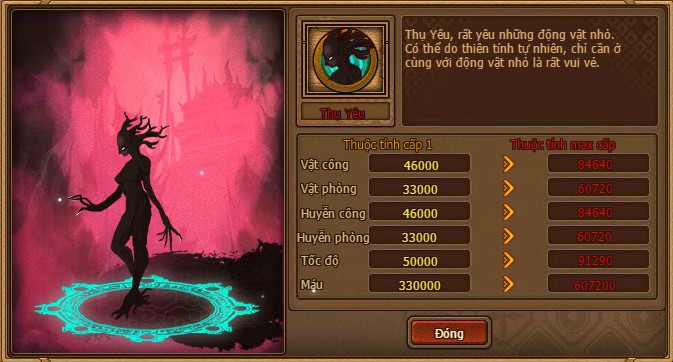 Thụ Yêu, rất yêu những động vật nhỏ.
Có thể do thiên tính tự nhiên, chỉ cần ở
cùng với động vật nhỏ là rất vui vẻ.
Thụ Yêu
Thuộc tính cấp 1 Thuộc tính max cấp
Vật công 46000 84640
Vật phòng 33000 60720
Huyễn công 46000 84640
Huyễn phòng 33000 60720
Tốc độ 50000 91290
Máu 330000 607200
Đóng